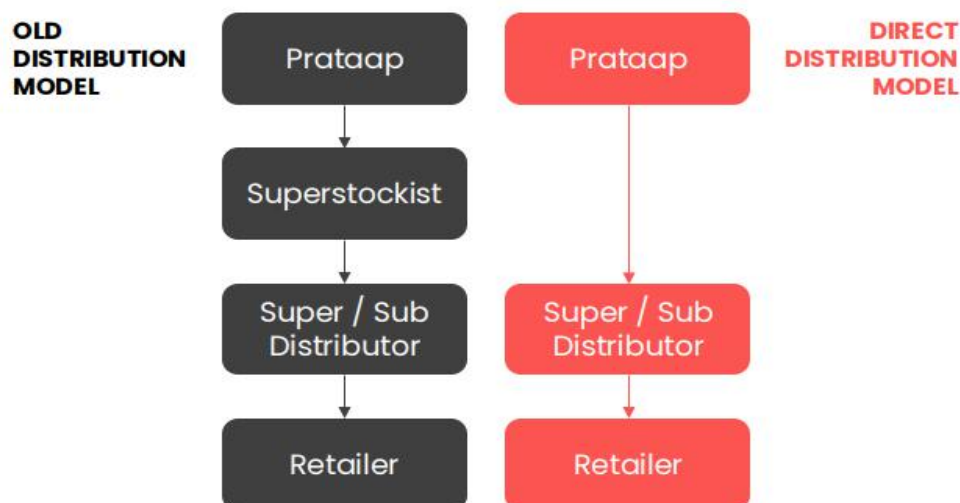 OLD
DISTRIBUTION
MODEL
Prataap
Superstockist
Super / Sub
Distributor
Retailer
Prataap
Super / Sub
Distributor
Retailer
DIRECT
DISTRIBUTION
MODEL